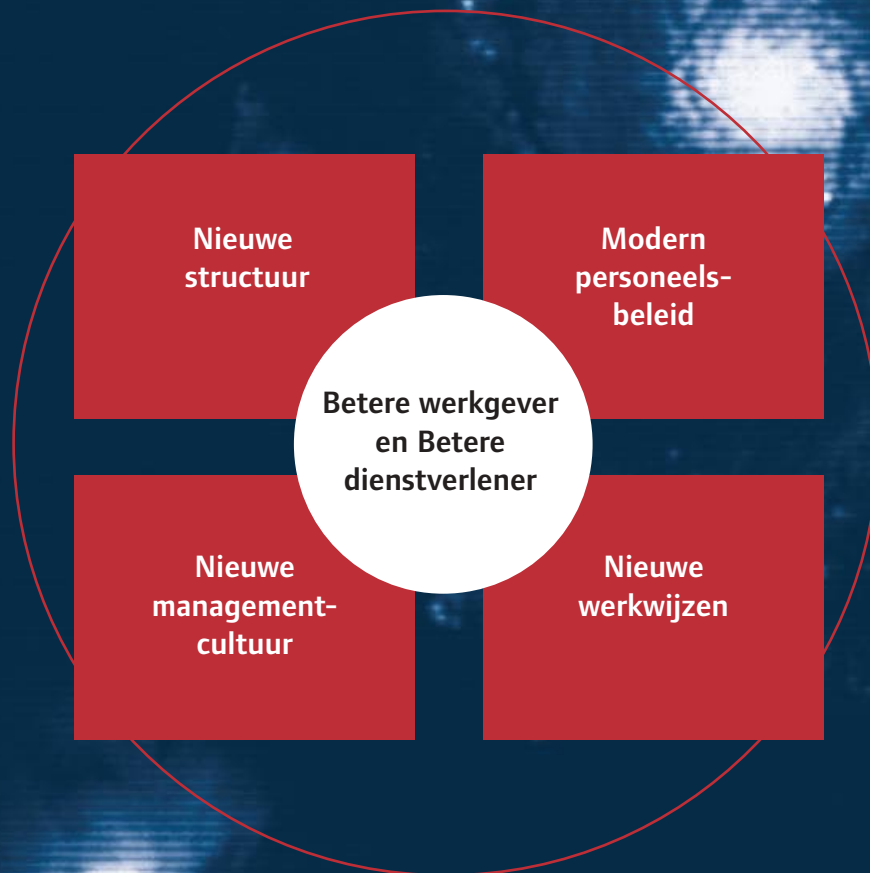 Nieuwe
structuur
Modern
personeels-
beleid
Betere werkgever
en Betere
dienstverlener
Nieuwe
management-
cultuur
Nieuwe
werkwijzen